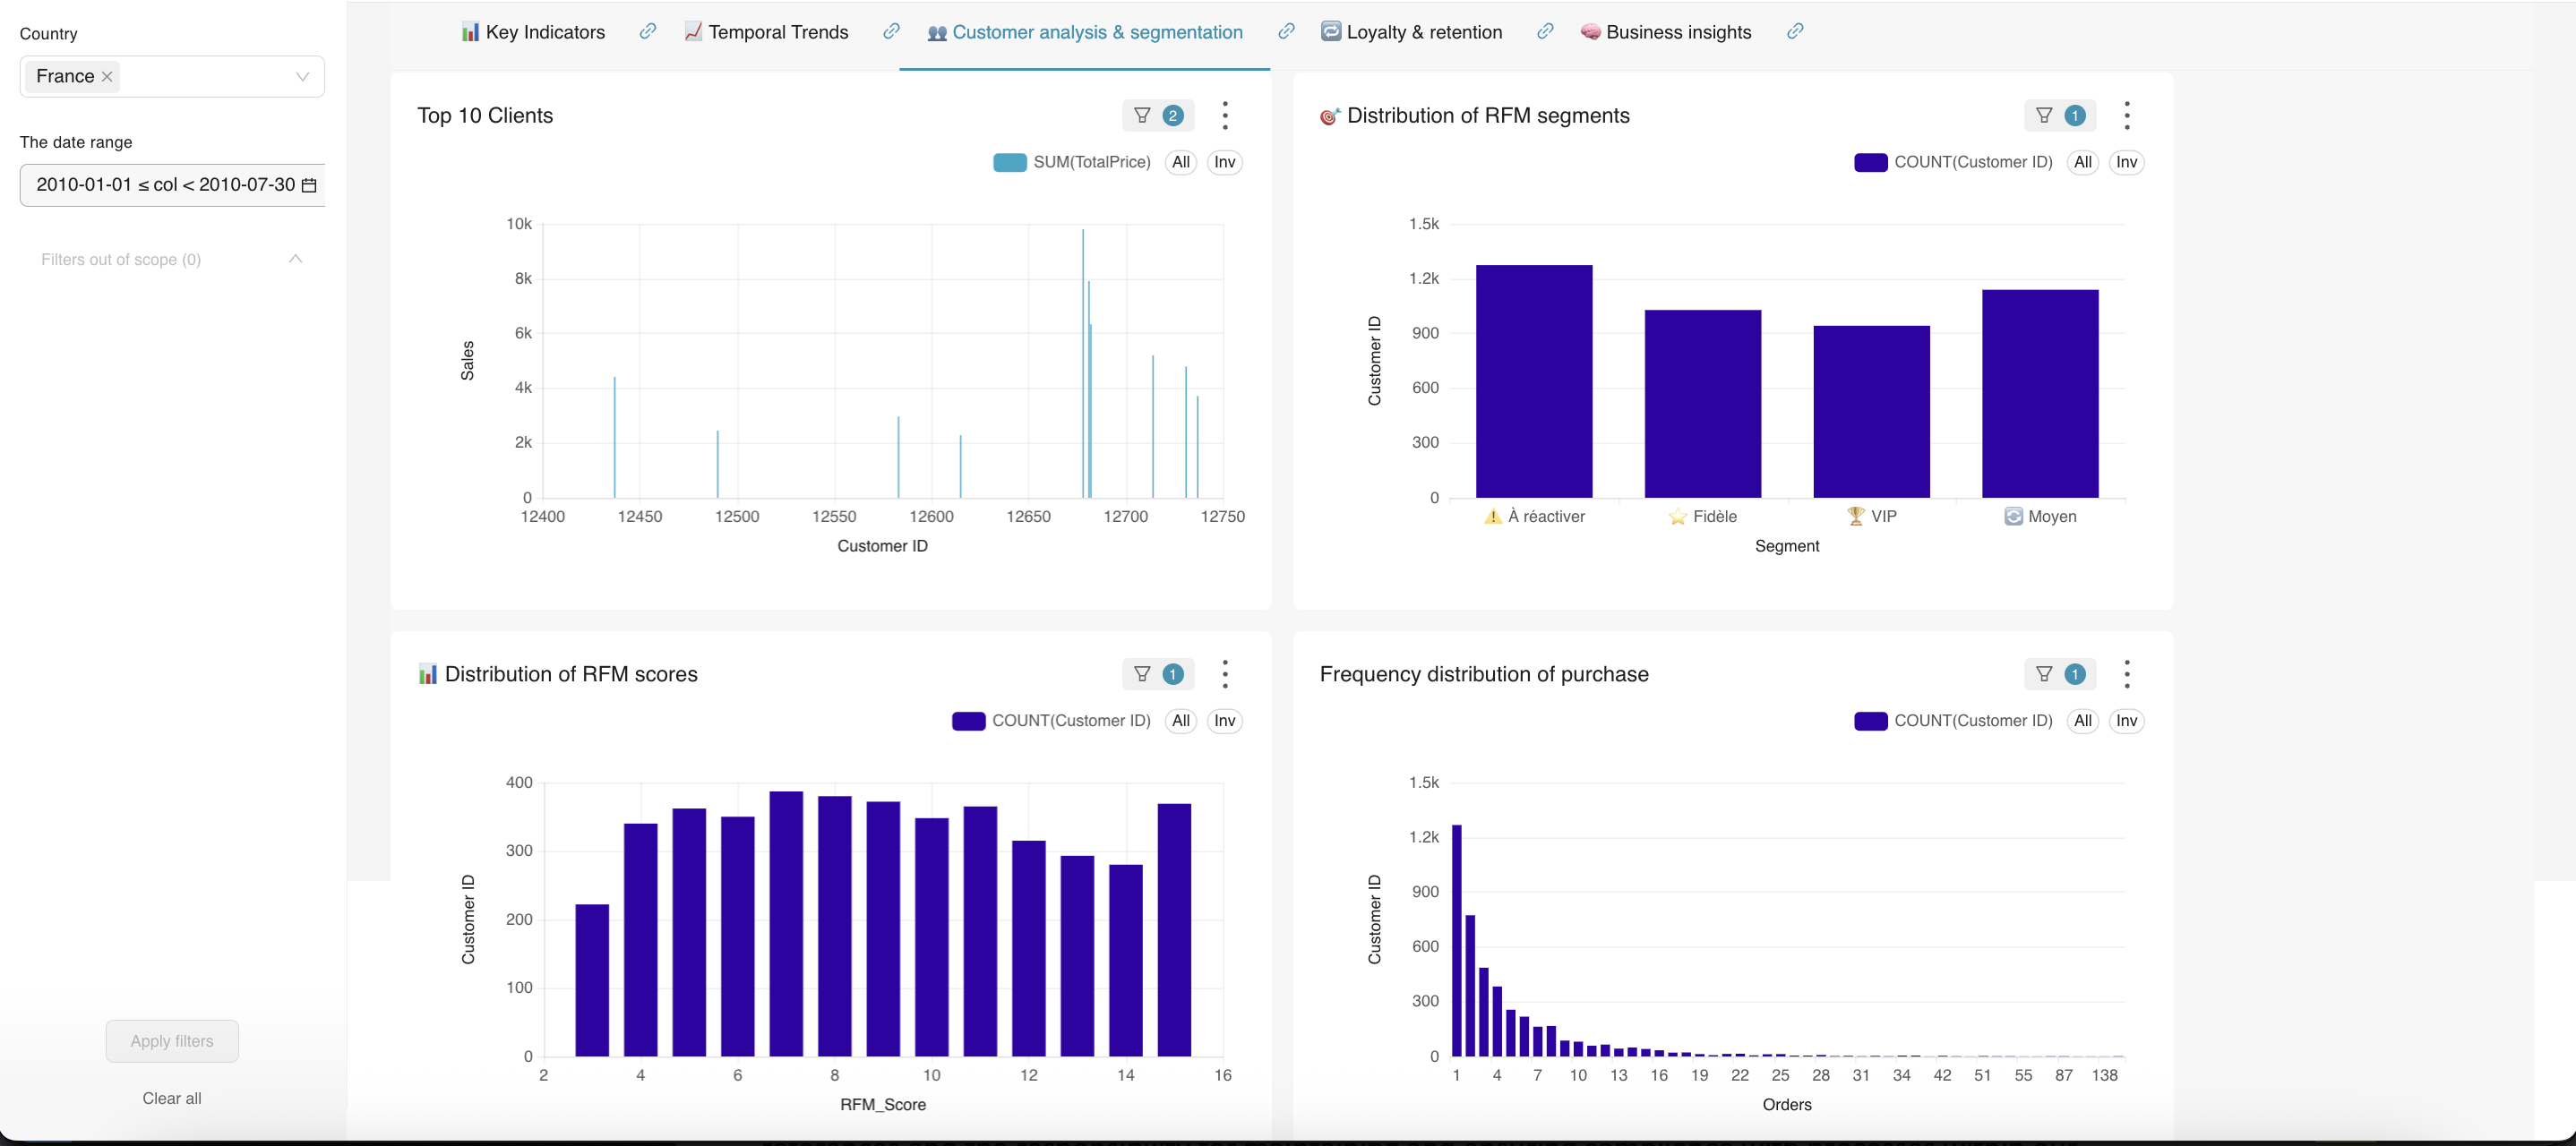 Country
France
The date range
2010-01-01 ≤ col < 2010-07-30
Filters out of scope (0)
Apply filters
Clear all
Key Indicators
Temporal Trends
Customer analysis & segmentation
Loyalty & retention
Business insights
Top 10 Clients
2
SUM(TotalPrice) All Inv
10k
8k
6k
4k
2k
0
Sales
12400 12450 12500 12550 12600 12650 12700 12750
Customer ID
Distribution of RFM segments
1
COUNT(Customer ID) All Inv
1.5k
1.2k
900
600
300
0
Customer ID
À réactiver Fidèle VIP Moyen
Segment
Distribution of RFM scores
1
COUNT(Customer ID) All Inv
400
300
200
100
0
Customer ID
2 4 6 8 10 12 14 16
RFM_Score
Frequency distribution of purchase
1
COUNT(Customer ID) All Inv
1.5k
1.2k
900
600
300
0
Customer ID
1 4 7 10 13 16 19 22 25 28 31 34 42 51 55 87 138
Orders